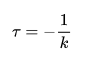 τ = −1/k